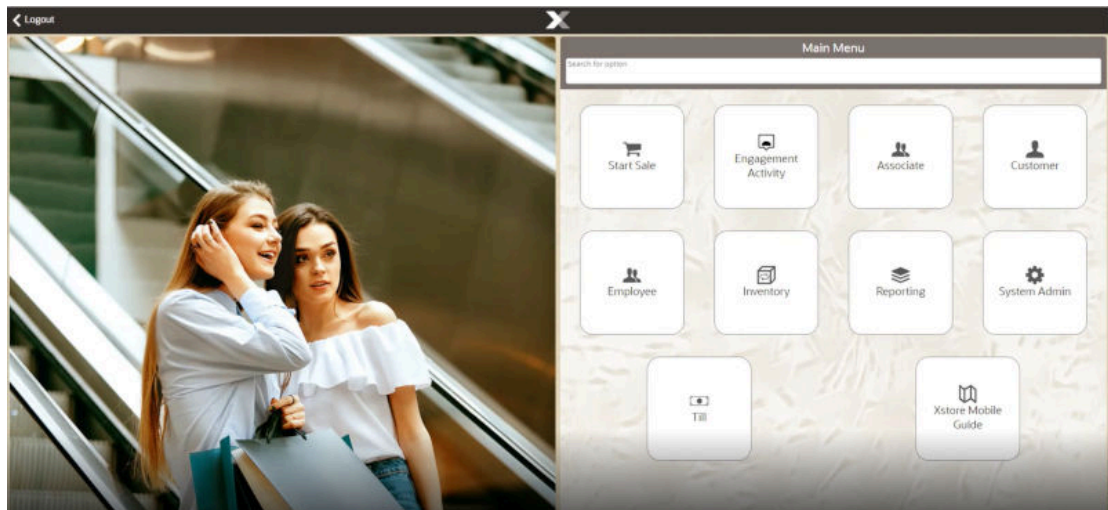 Logout
Main Menu
Search for option
Start Sale
Engagement
Activity
Associate
Customer
Employee
Inventory
Reporting
System Admin
Till
Xstore Mobile
Guide